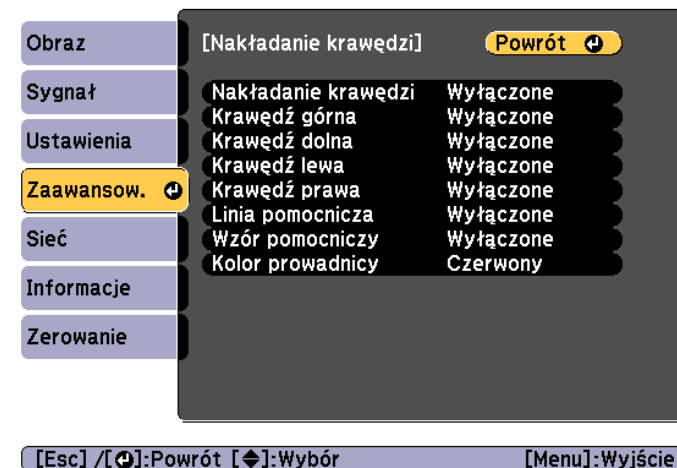 Obraz
Sygnał
Ustawienia
Zaawansow.
Sieć
Informacje
Zerowanie
[Nakładanie krawędzi] Powrót
Nakładanie krawędzi Wyłączone
Krawędź górna Wyłączone
Krawędź dolna Wyłączone
Krawędź lewa Wyłączone
Krawędź prawa Wyłączone
Linia pomocnicza Wyłączone
Wzór pomocniczy Wyłączone
Kolor prowadnicy Czerwony
[Esc] /[⏎]:Powrót [◆]:Wybór [Menu]:Wyjście